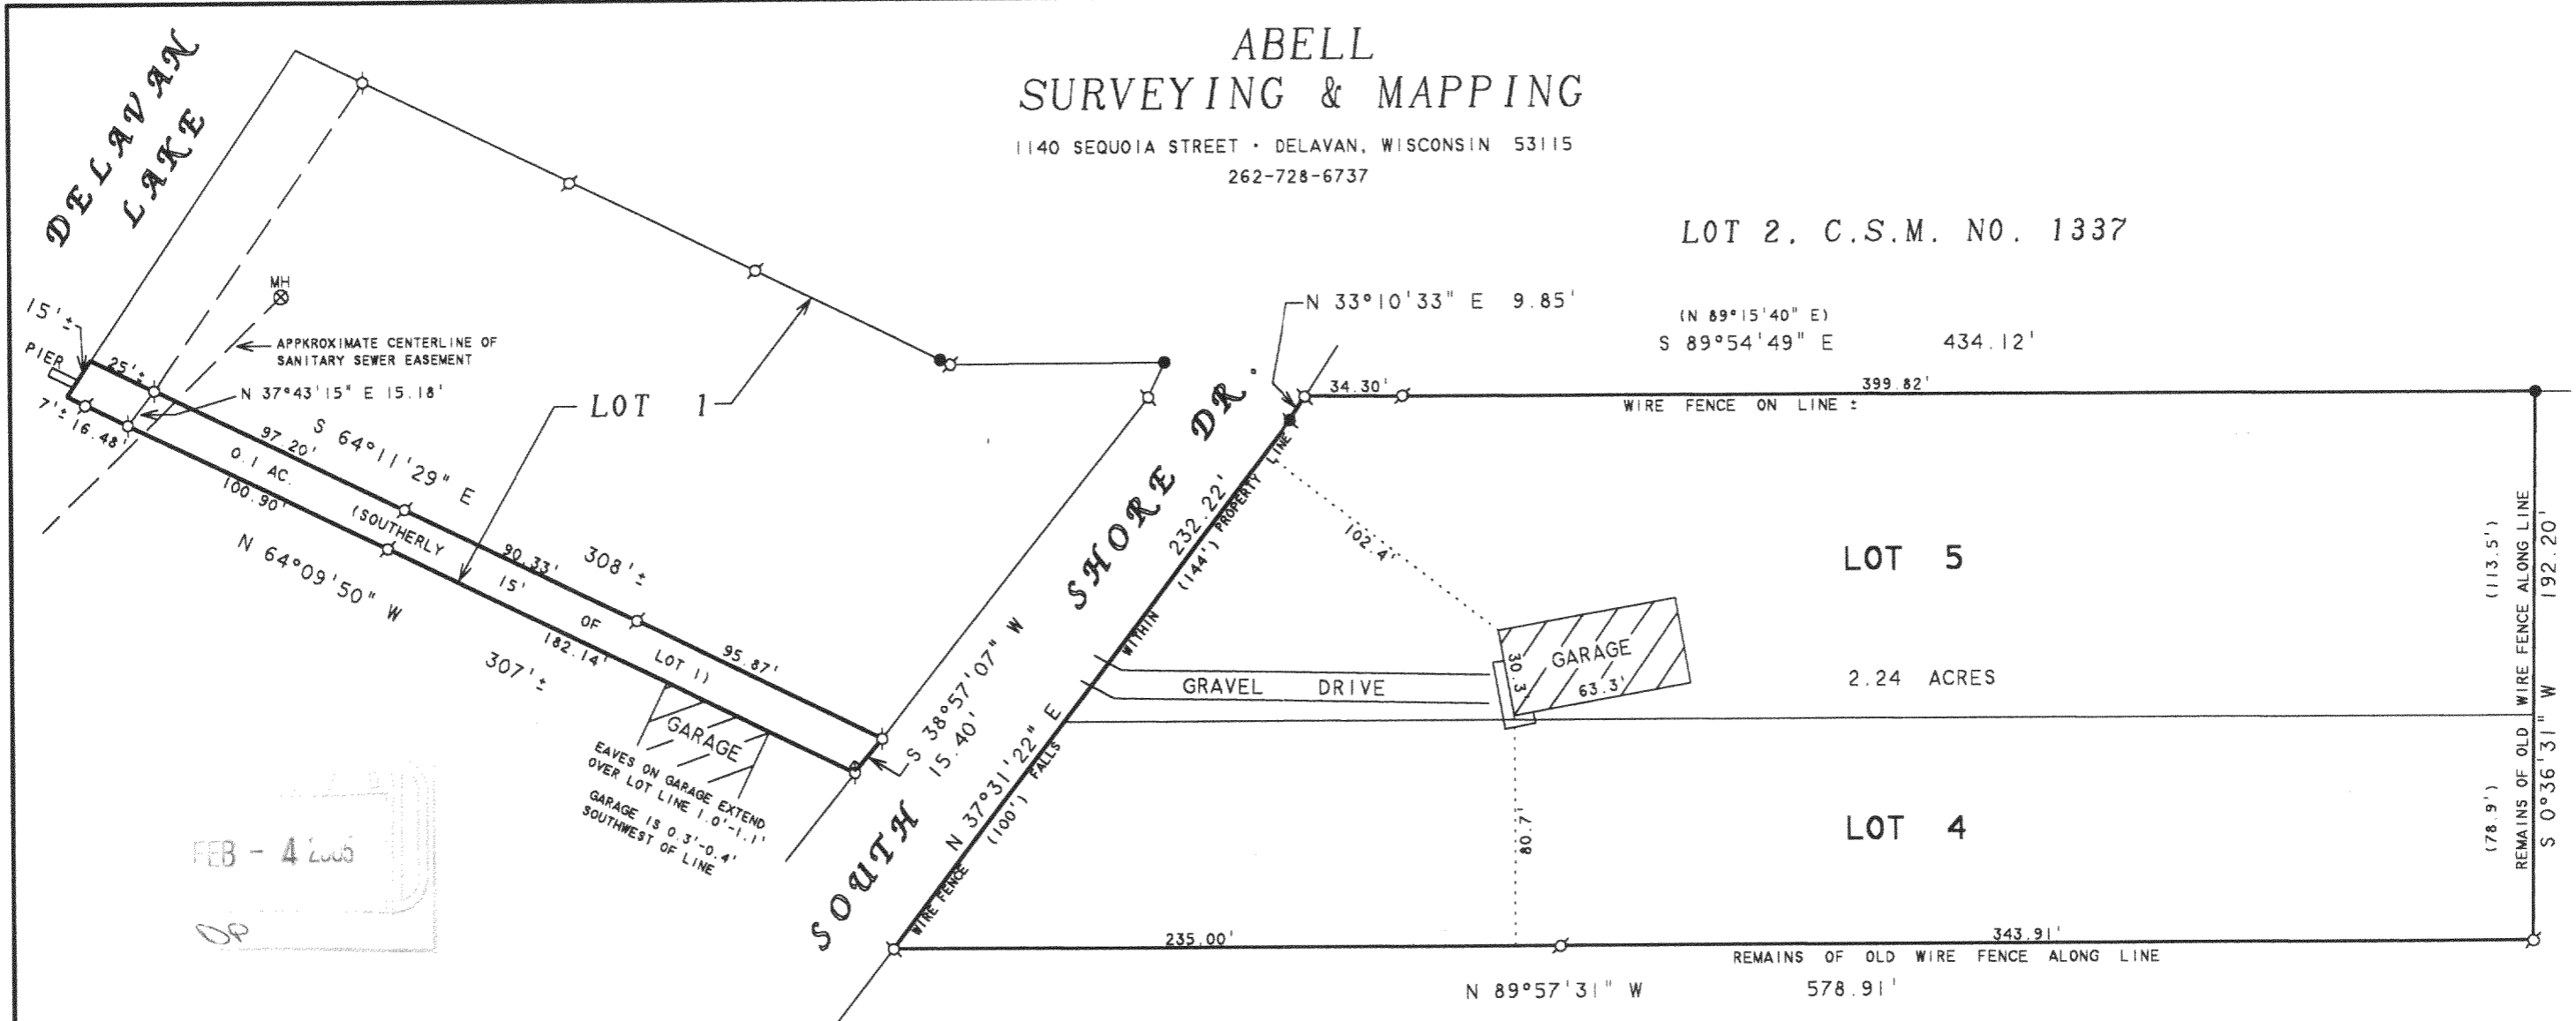 ABELL
SURVEYING & MAPPING
1140 SEQUOIA STREET · DELAVAN, WISCONSIN 53115
262-728-6737
DELAVAN
LAKE
LOT 2, C.S.M. NO. 1337
MH
15'±
PIER
25'±
APPKROXIMATE CENTERLINE OF
SANITARY SEWER EASEMENT
N 37°43'15" E 15.18'
7'±
16.48'
LOT 1
N 33°10'33" E 9.85'
(N 89°15'40" E)
S 89°54'49" E 434.12'
34.30'
399.82'
WIRE FENCE ON LINE ±
S 64°11'29" E
97.20'
0.1 AC.
100.90'
(SOUTHERLY
15'
OF
LOT 1)
90.33'
308'±
N 64°09'50" W
182.14'
307'±
95.87'
GARAGE
EAVES ON GARAGE EXTEND
OVER LOT LINE 1.0'-1.1'
GARAGE IS 0.3'-0.4'
SOUTHWEST OF LINE
S 38°57'07" W
15.40'
SOUTH SHORE DR.
N 37°31'22" E
232.22'
(100')
(144')
WIRE FENCE FALLS WITHIN PROPERTY LINE
102.4'
LOT 5
GARAGE
30.3'
63.3'
GRAVEL DRIVE
2.24 ACRES
(113.5')
REMAINS OF OLD WIRE FENCE ALONG LINE
S 0°36'31" W 192.20'
(78.9')
LOT 4
80.7'
235.00'
343.91'
REMAINS OF OLD WIRE FENCE ALONG LINE
N 89°57'31" W 578.91'
FEB - 4